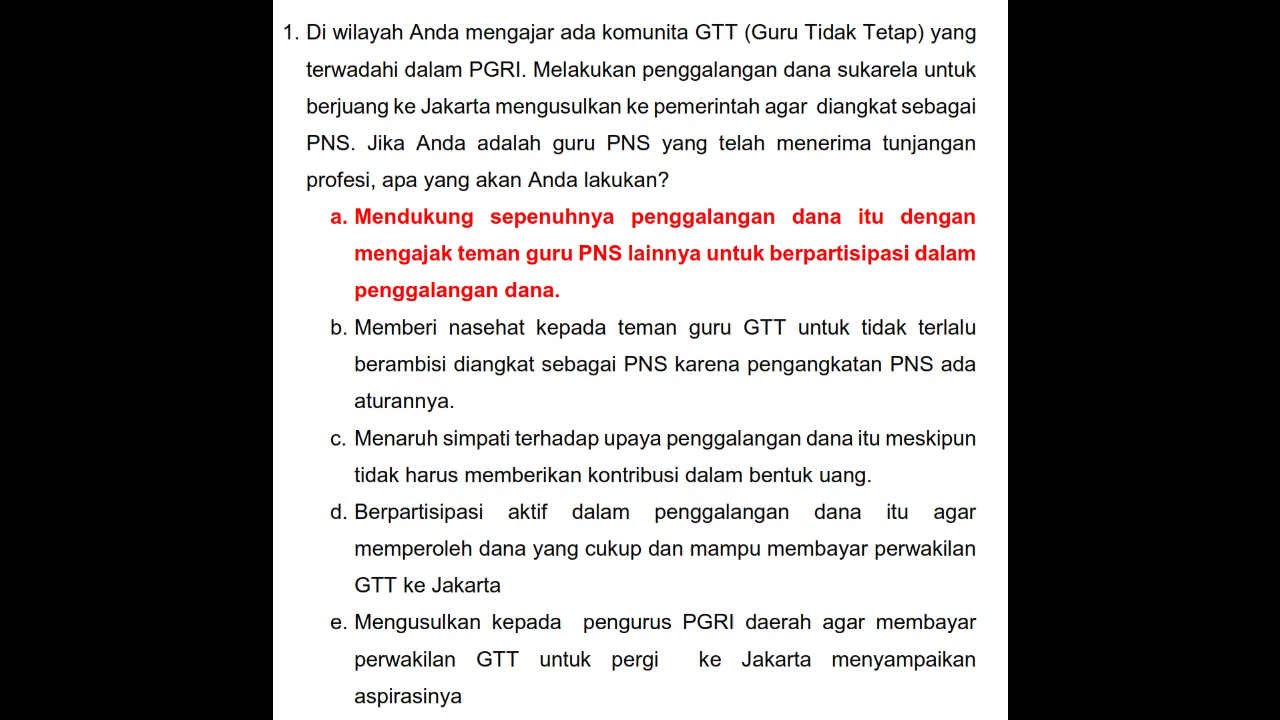 1. Di wilayah Anda mengajar ada komunita GTT (Guru Tidak Tetap) yang
terwadahi dalam PGRI. Melakukan penggalangan dana sukarela untuk
berjuang ke Jakarta mengusulkan ke pemerintah agar diangkat sebagai
PNS. Jika Anda adalah guru PNS yang telah menerima tunjangan
profesi, apa yang akan Anda lakukan?
a. Mendukung sepenuhnya penggalangan dana itu dengan
mengajak teman guru PNS lainnya untuk berpartisipasi dalam
penggalangan dana.
b. Memberi nasehat kepada teman guru GTT untuk tidak terlalu
berambisi diangkat sebagai PNS karena pengangkatan PNS ada
aturannya.
c. Menaruh simpati terhadap upaya penggalangan dana itu meskipun
tidak harus memberikan kontribusi dalam bentuk uang.
d. Berpartisipasi aktif dalam penggalangan dana itu agar
memperoleh dana yang cukup dan mampu membayar perwakilan
GTT ke Jakarta
e. Mengusulkan kepada pengurus PGRI daerah agar membayar
perwakilan GTT untuk pergi ke Jakarta menyampaikan
aspirasinya